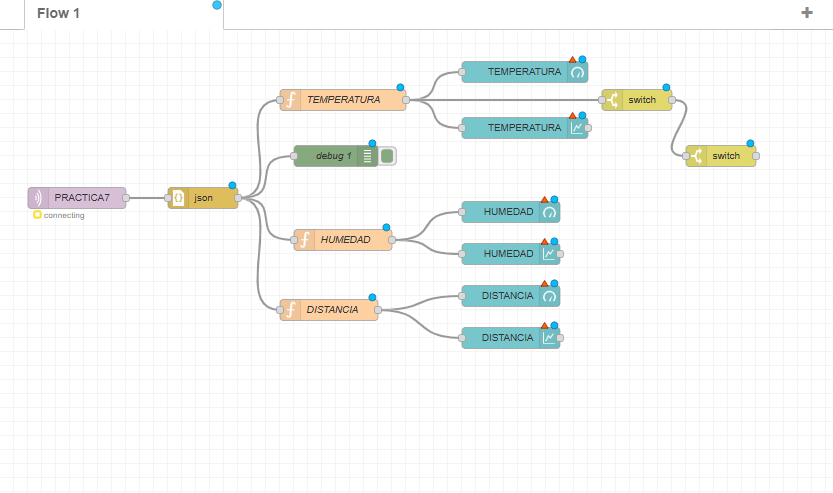 Flow 1
TEMPERATURA
TEMPERATURA
switch
TEMPERATURA
debug 1
switch
PRACTICA7
connecting
json
HUMEDAD
HUMEDAD
HUMEDAD
DISTANCIA
DISTANCIA
DISTANCIA